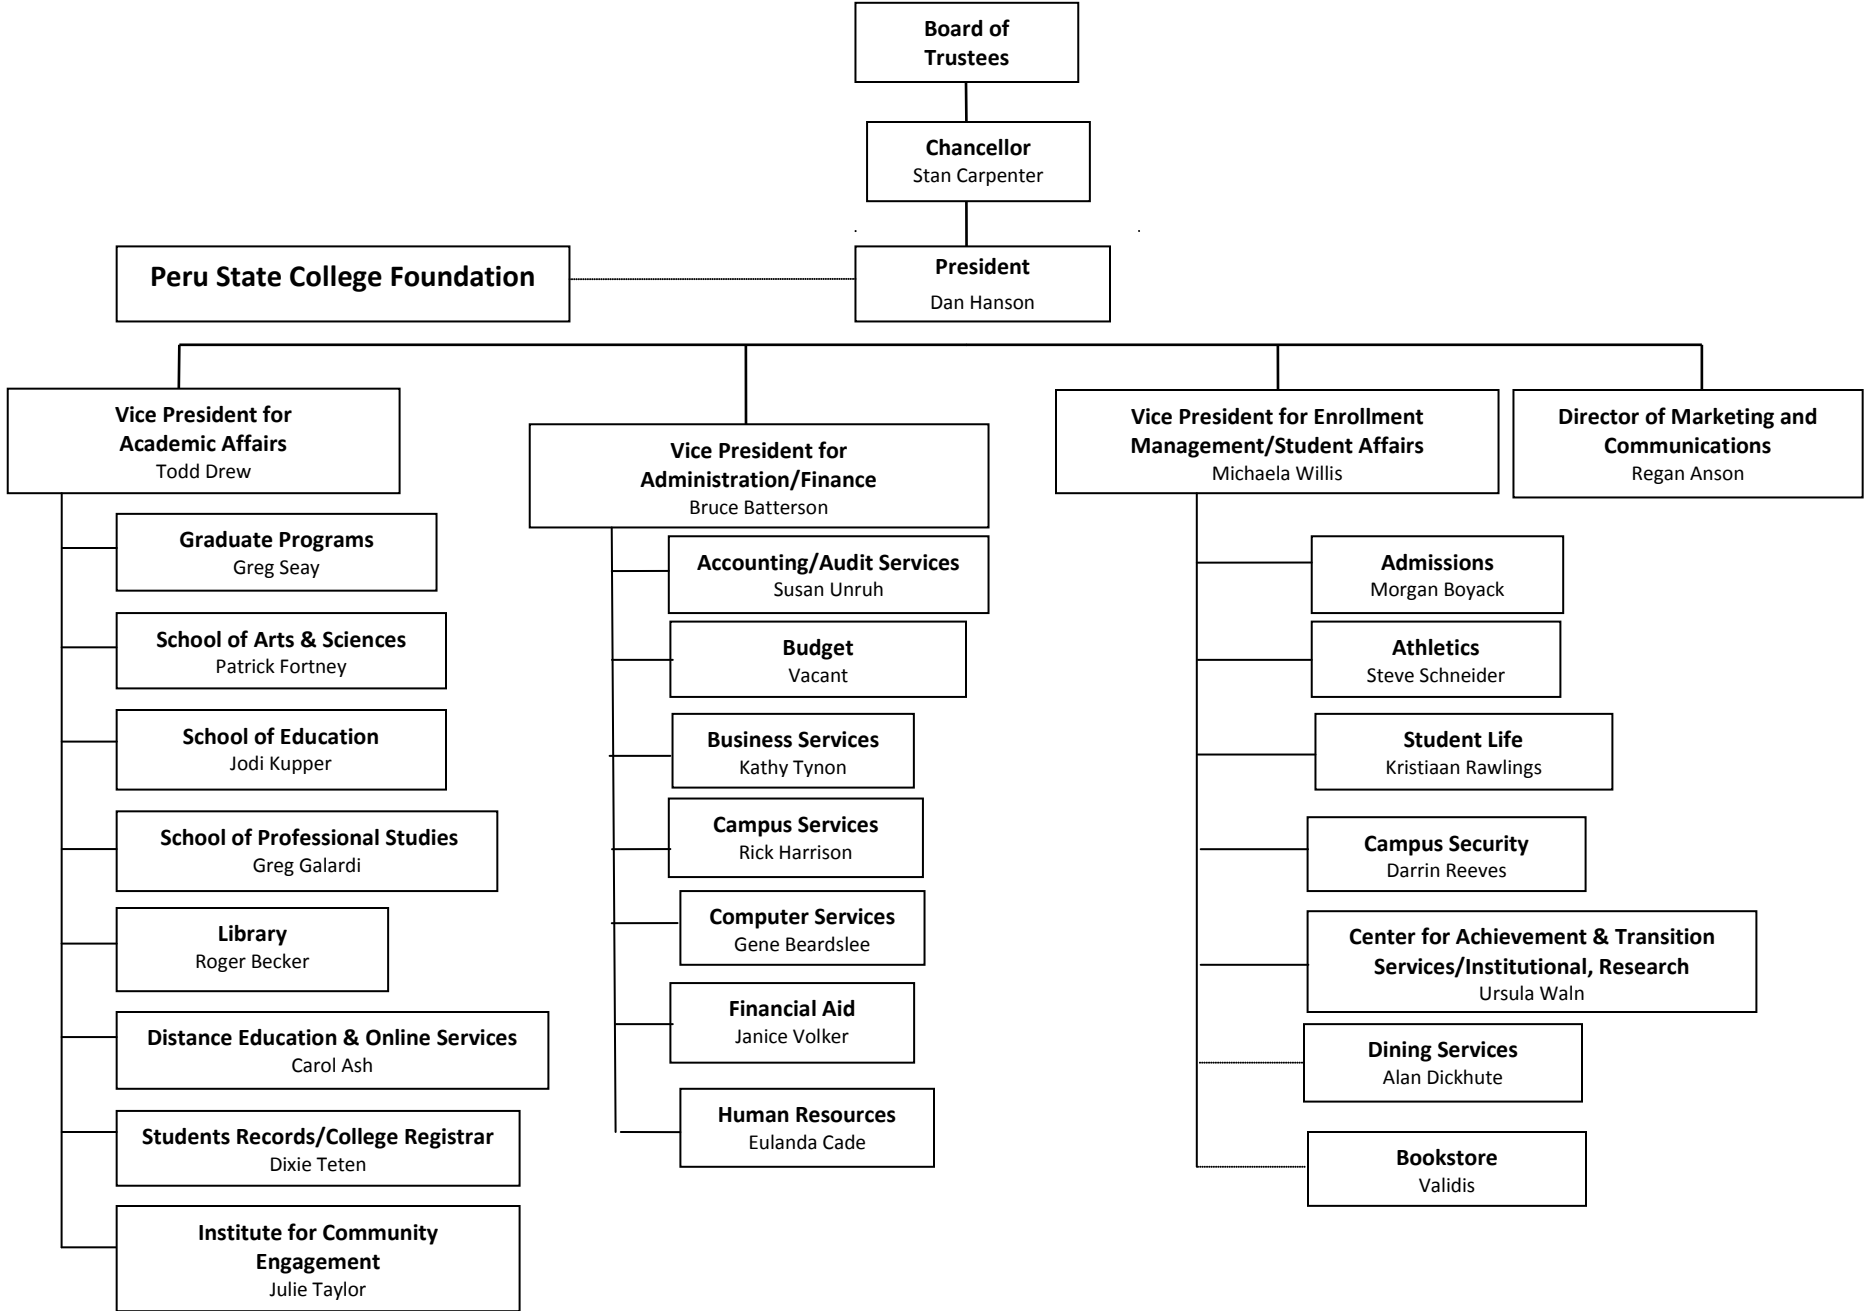 Board of
Trustees
Chancellor
Stan Carpenter
Peru State College Foundation
President
Dan Hanson
Vice President for
Academic Affairs
Todd Drew
Graduate Programs
Greg Seay
School of Arts & Sciences
Patrick Fortney
School of Education
Jodi Kupper
School of Professional Studies
Greg Galardi
Library
Roger Becker
Distance Education & Online Services
Carol Ash
Students Records/College Registrar
Dixie Teten
Institute for Community
Engagement
Julie Taylor
Vice President for
Administration/Finance
Bruce Batterson
Accounting/Audit Services
Susan Unruh
Budget
Vacant
Business Services
Kathy Tynon
Campus Services
Rick Harrison
Computer Services
Gene Beardslee
Financial Aid
Janice Volker
Human Resources
Eulanda Cade
Vice President for Enrollment
Management/Student Affairs
Michaela Willis
Admissions
Morgan Boyack
Athletics
Steve Schneider
Student Life
Kristiaan Rawlings
Campus Security
Darrin Reeves
Center for Achievement & Transition
Services/Institutional, Research
Ursula Waln
Dining Services
Alan Dickhute
Bookstore
Validis
Director of Marketing and
Communications
Regan Anson